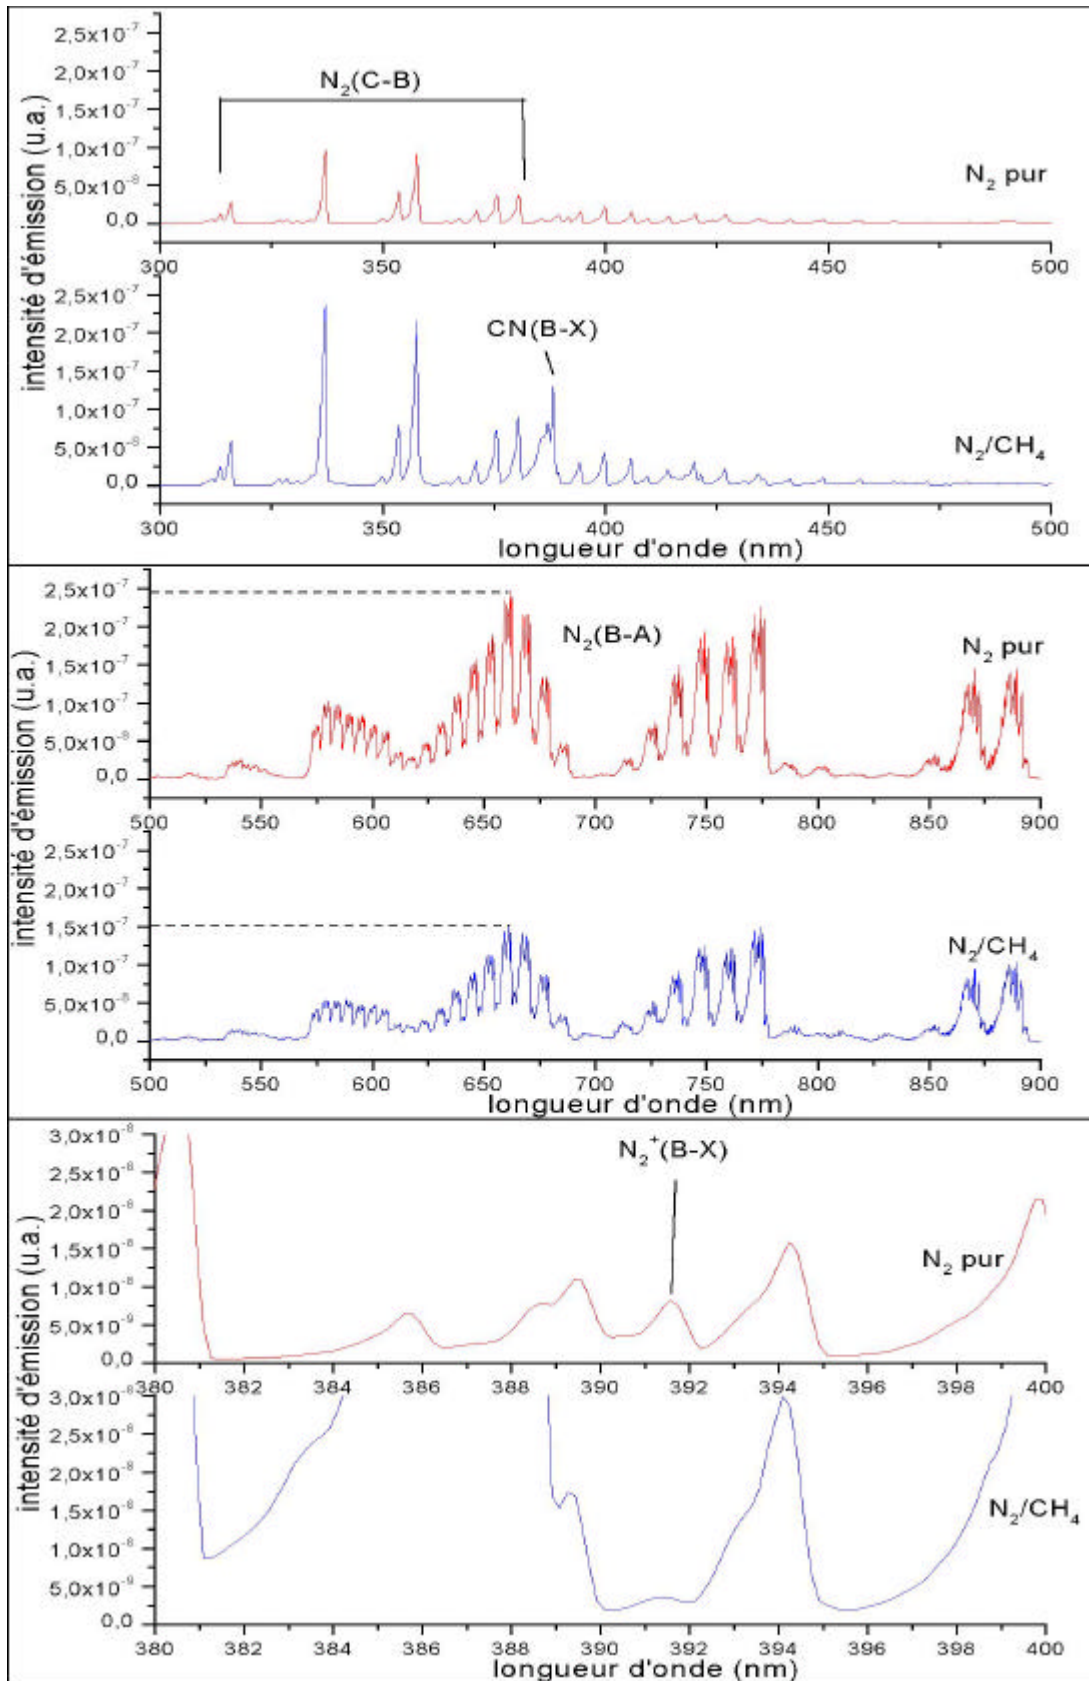 intensité d'émission (u.a.)
2,5x10⁻⁷
2,0x10⁻⁷
1,5x10⁻⁷
1,0x10⁻⁷
5,0x10⁻⁸
0,0
N₂(C-B)
N₂ pur
300 350 400 450 500
2,5x10⁻⁷
2,0x10⁻⁷
1,5x10⁻⁷
1,0x10⁻⁷
5,0x10⁻⁸
0,0
CN(B-X)
N₂/CH₄
300 350 400 450 500
longueur d'onde (nm)
intensité d'émission (u.a.)
2,5x10⁻⁷
2,0x10⁻⁷
1,5x10⁻⁷
1,0x10⁻⁷
5,0x10⁻⁸
0,0
N₂(B-A)
N₂ pur
500 550 600 650 700 750 800 850 900
2,5x10⁻⁷
2,0x10⁻⁷
1,5x10⁻⁷
1,0x10⁻⁷
5,0x10⁻⁸
0,0
N₂/CH₄
500 550 600 650 700 750 800 850 900
longueur d'onde (nm)
intensité d'émission (u.a.)
3,0x10⁻⁸
2,5x10⁻⁸
2,0x10⁻⁸
1,5x10⁻⁸
1,0x10⁻⁸
5,0x10⁻⁹
0,0
N₂⁺(B-X)
N₂ pur
380 382 384 386 388 390 392 394 396 398 400
3,0x10⁻⁸
2,5x10⁻⁸
2,0x10⁻⁸
1,5x10⁻⁸
1,0x10⁻⁸
5,0x10⁻⁹
0,0
N₂/CH₄
380 382 384 386 388 390 392 394 396 398 400
longueur d'onde (nm)